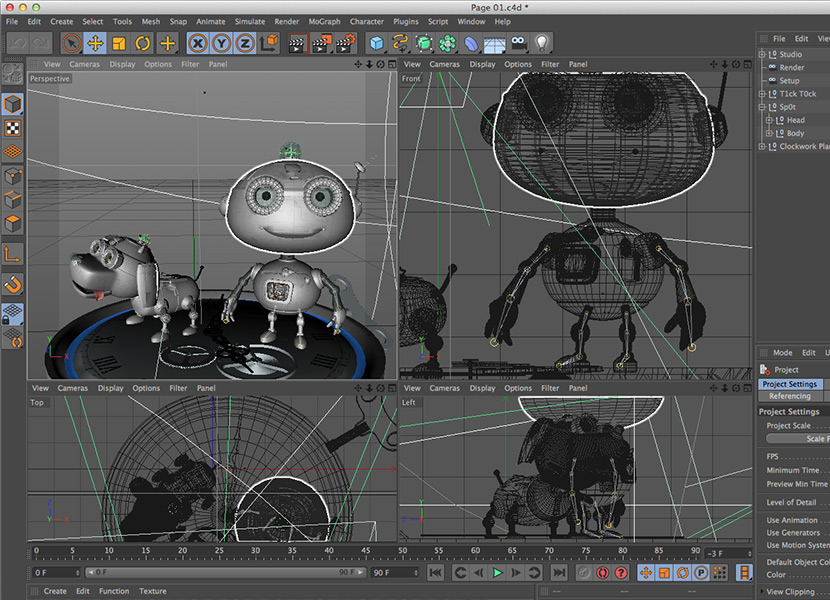 Page 01.c4d *
File Edit Create Select Tools Mesh Snap Animate Simulate Render MoGraph Character Plugins Script Window Help
File Edit
Studio
Render
Setup
T1ck T0ck
Sp0t
Head
Body
Clockwork Pla
X Y Z
View Cameras Display Options Filter Panel
Perspective
View Cameras Display Options Filter Panel
Front
View Cameras Display Options Filter Panel
Top
View Cameras Display Options Filter Panel
Left
Mode Edit U
Project
Project Settings
Referencing
Project Settings
Project Scale
Scale P
FPS
Minimum Time
Preview Min Time
Level of Detail
Use Animation
Use Generators
Use Motion System
Default Object Col
Color
View Clipping
0 5 10 15 20 25 30 35 40 45 50 55 60 65 70 75 80 85 90 -3 F
0 F 0 F 90 F 90 F
Create Edit Function Texture